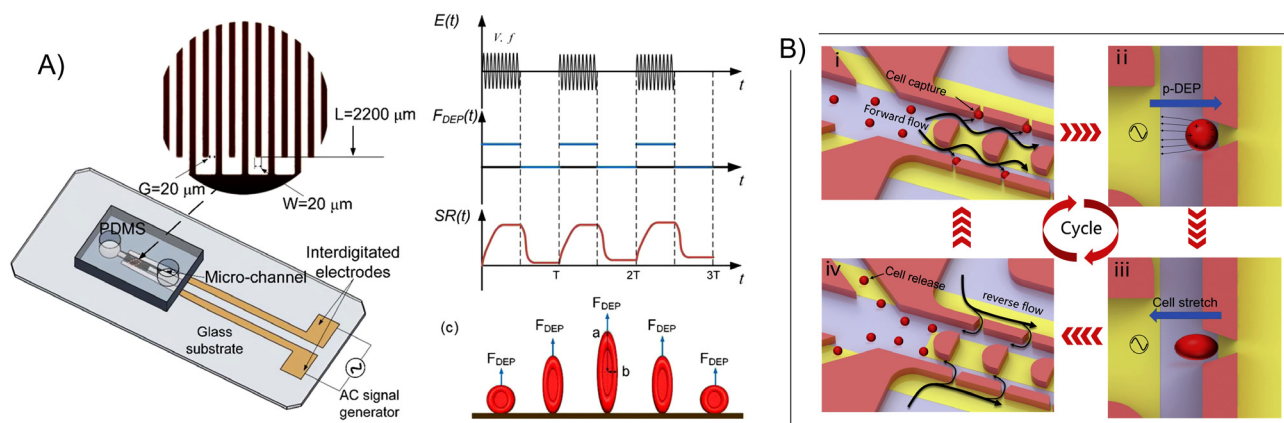 A)
L=2200 μm
G=20 μm
W=20 μm
PDMS
Interdigitated
electrodes
Micro-channel
Glass
substrate
AC signal
generator
E(t)
V, f
t
F_DEP(t)
t
SR(t)
T
2T
3T
t
(c)
F_DEP
F_DEP
F_DEP
F_DEP
F_DEP
a
b
B)
i
Cell capture
Forward flow
ii
p-DEP
Cycle
iv
Cell release
reverse flow
iii
Cell stretch